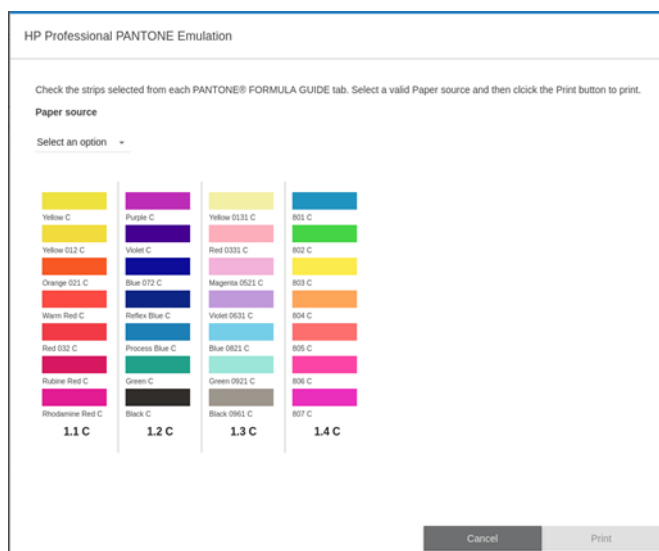 HP Professional PANTONE Emulation
Check the strips selected from each PANTONE® FORMULA GUIDE tab. Select a valid Paper source and then clcick the Print button to print.
Paper source
Select an option
Yellow C
Yellow 012 C
Orange 021 C
Warm Red C
Red 032 C
Rubine Red C
Rhodamine Red C
1.1 C
Purple C
Violet C
Blue 072 C
Reflex Blue C
Process Blue C
Green C
Black C
1.2 C
Yellow 0131 C
Red 0331 C
Magenta 0521 C
Violet 0631 C
Blue 0821 C
Green 0921 C
Black 0961 C
1.3 C
801 C
802 C
803 C
804 C
805 C
806 C
807 C
1.4 C
Cancel
Print